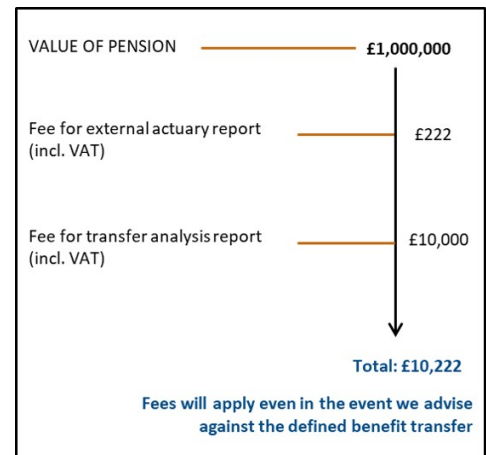 VALUE OF PENSION £1,000,000
Fee for external actuary report £222
(incl. VAT)
Fee for transfer analysis report £10,000
(incl. VAT)
Total: £10,222
Fees will apply even in the event we advise
against the defined benefit transfer